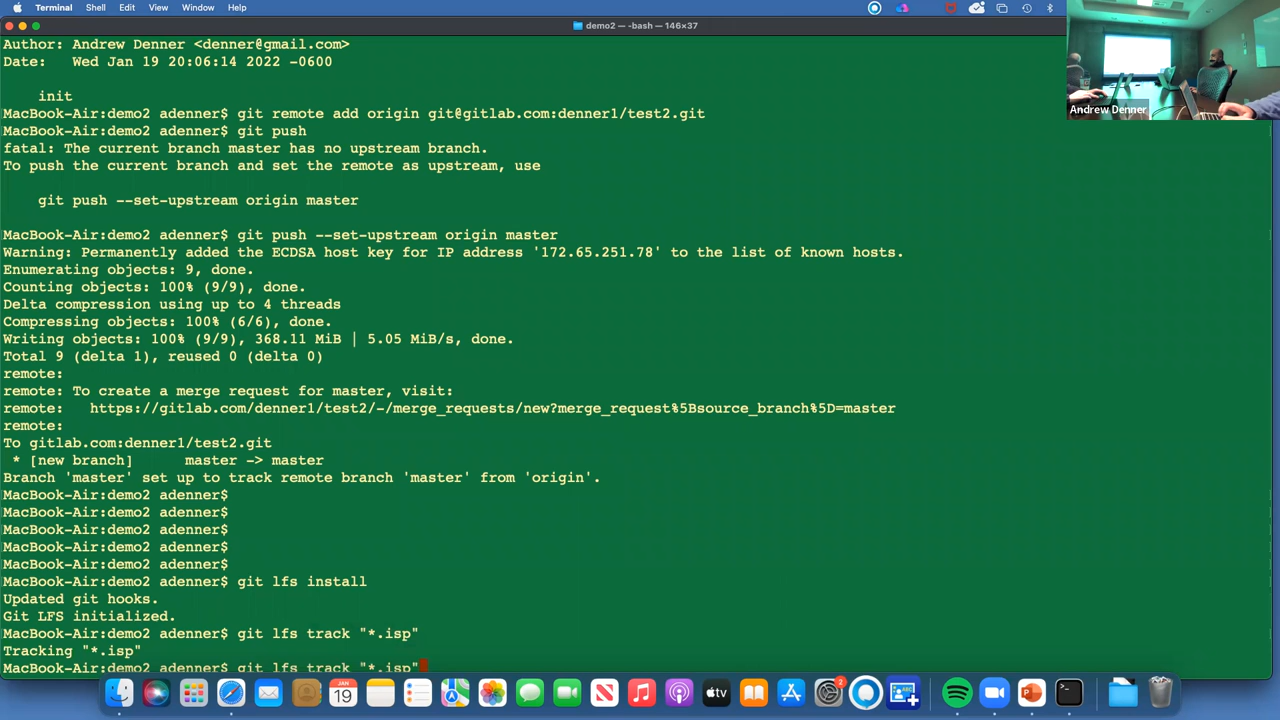 Terminal Shell Edit View Window Help
demo2 — -bash — 146×37
Author: Andrew Denner <denner@gmail.com>
Date:   Wed Jan 19 20:06:14 2022 -0600
init
MacBook-Air:demo2 adenner$ git remote add origin git@gitlab.com:denner1/test2.git
MacBook-Air:demo2 adenner$ git push
fatal: The current branch master has no upstream branch.
To push the current branch and set the remote as upstream, use
git push --set-upstream origin master
MacBook-Air:demo2 adenner$ git push --set-upstream origin master
Warning: Permanently added the ECDSA host key for IP address '172.65.251.78' to the list of known hosts.
Enumerating objects: 9, done.
Counting objects: 100% (9/9), done.
Delta compression using up to 4 threads
Compressing objects: 100% (6/6), done.
Writing objects: 100% (9/9), 368.11 MiB | 5.05 MiB/s, done.
Total 9 (delta 1), reused 0 (delta 0)
remote:
remote: To create a merge request for master, visit:
remote:   https://gitlab.com/denner1/test2/-/merge_requests/new?merge_request%5Bsource_branch%5D=master
remote:
To gitlab.com:denner1/test2.git
* [new branch]      master -> master
Branch 'master' set up to track remote branch 'master' from 'origin'.
MacBook-Air:demo2 adenner$
MacBook-Air:demo2 adenner$
MacBook-Air:demo2 adenner$
MacBook-Air:demo2 adenner$
MacBook-Air:demo2 adenner$
MacBook-Air:demo2 adenner$ git lfs install
Updated git hooks.
Git LFS initialized.
MacBook-Air:demo2 adenner$ git lfs track "*.isp"
Tracking "*.isp"
MacBook-Air:demo2 adenner$ git lfs track "*.isp"
Andrew Denner
JAN
19
tv
2